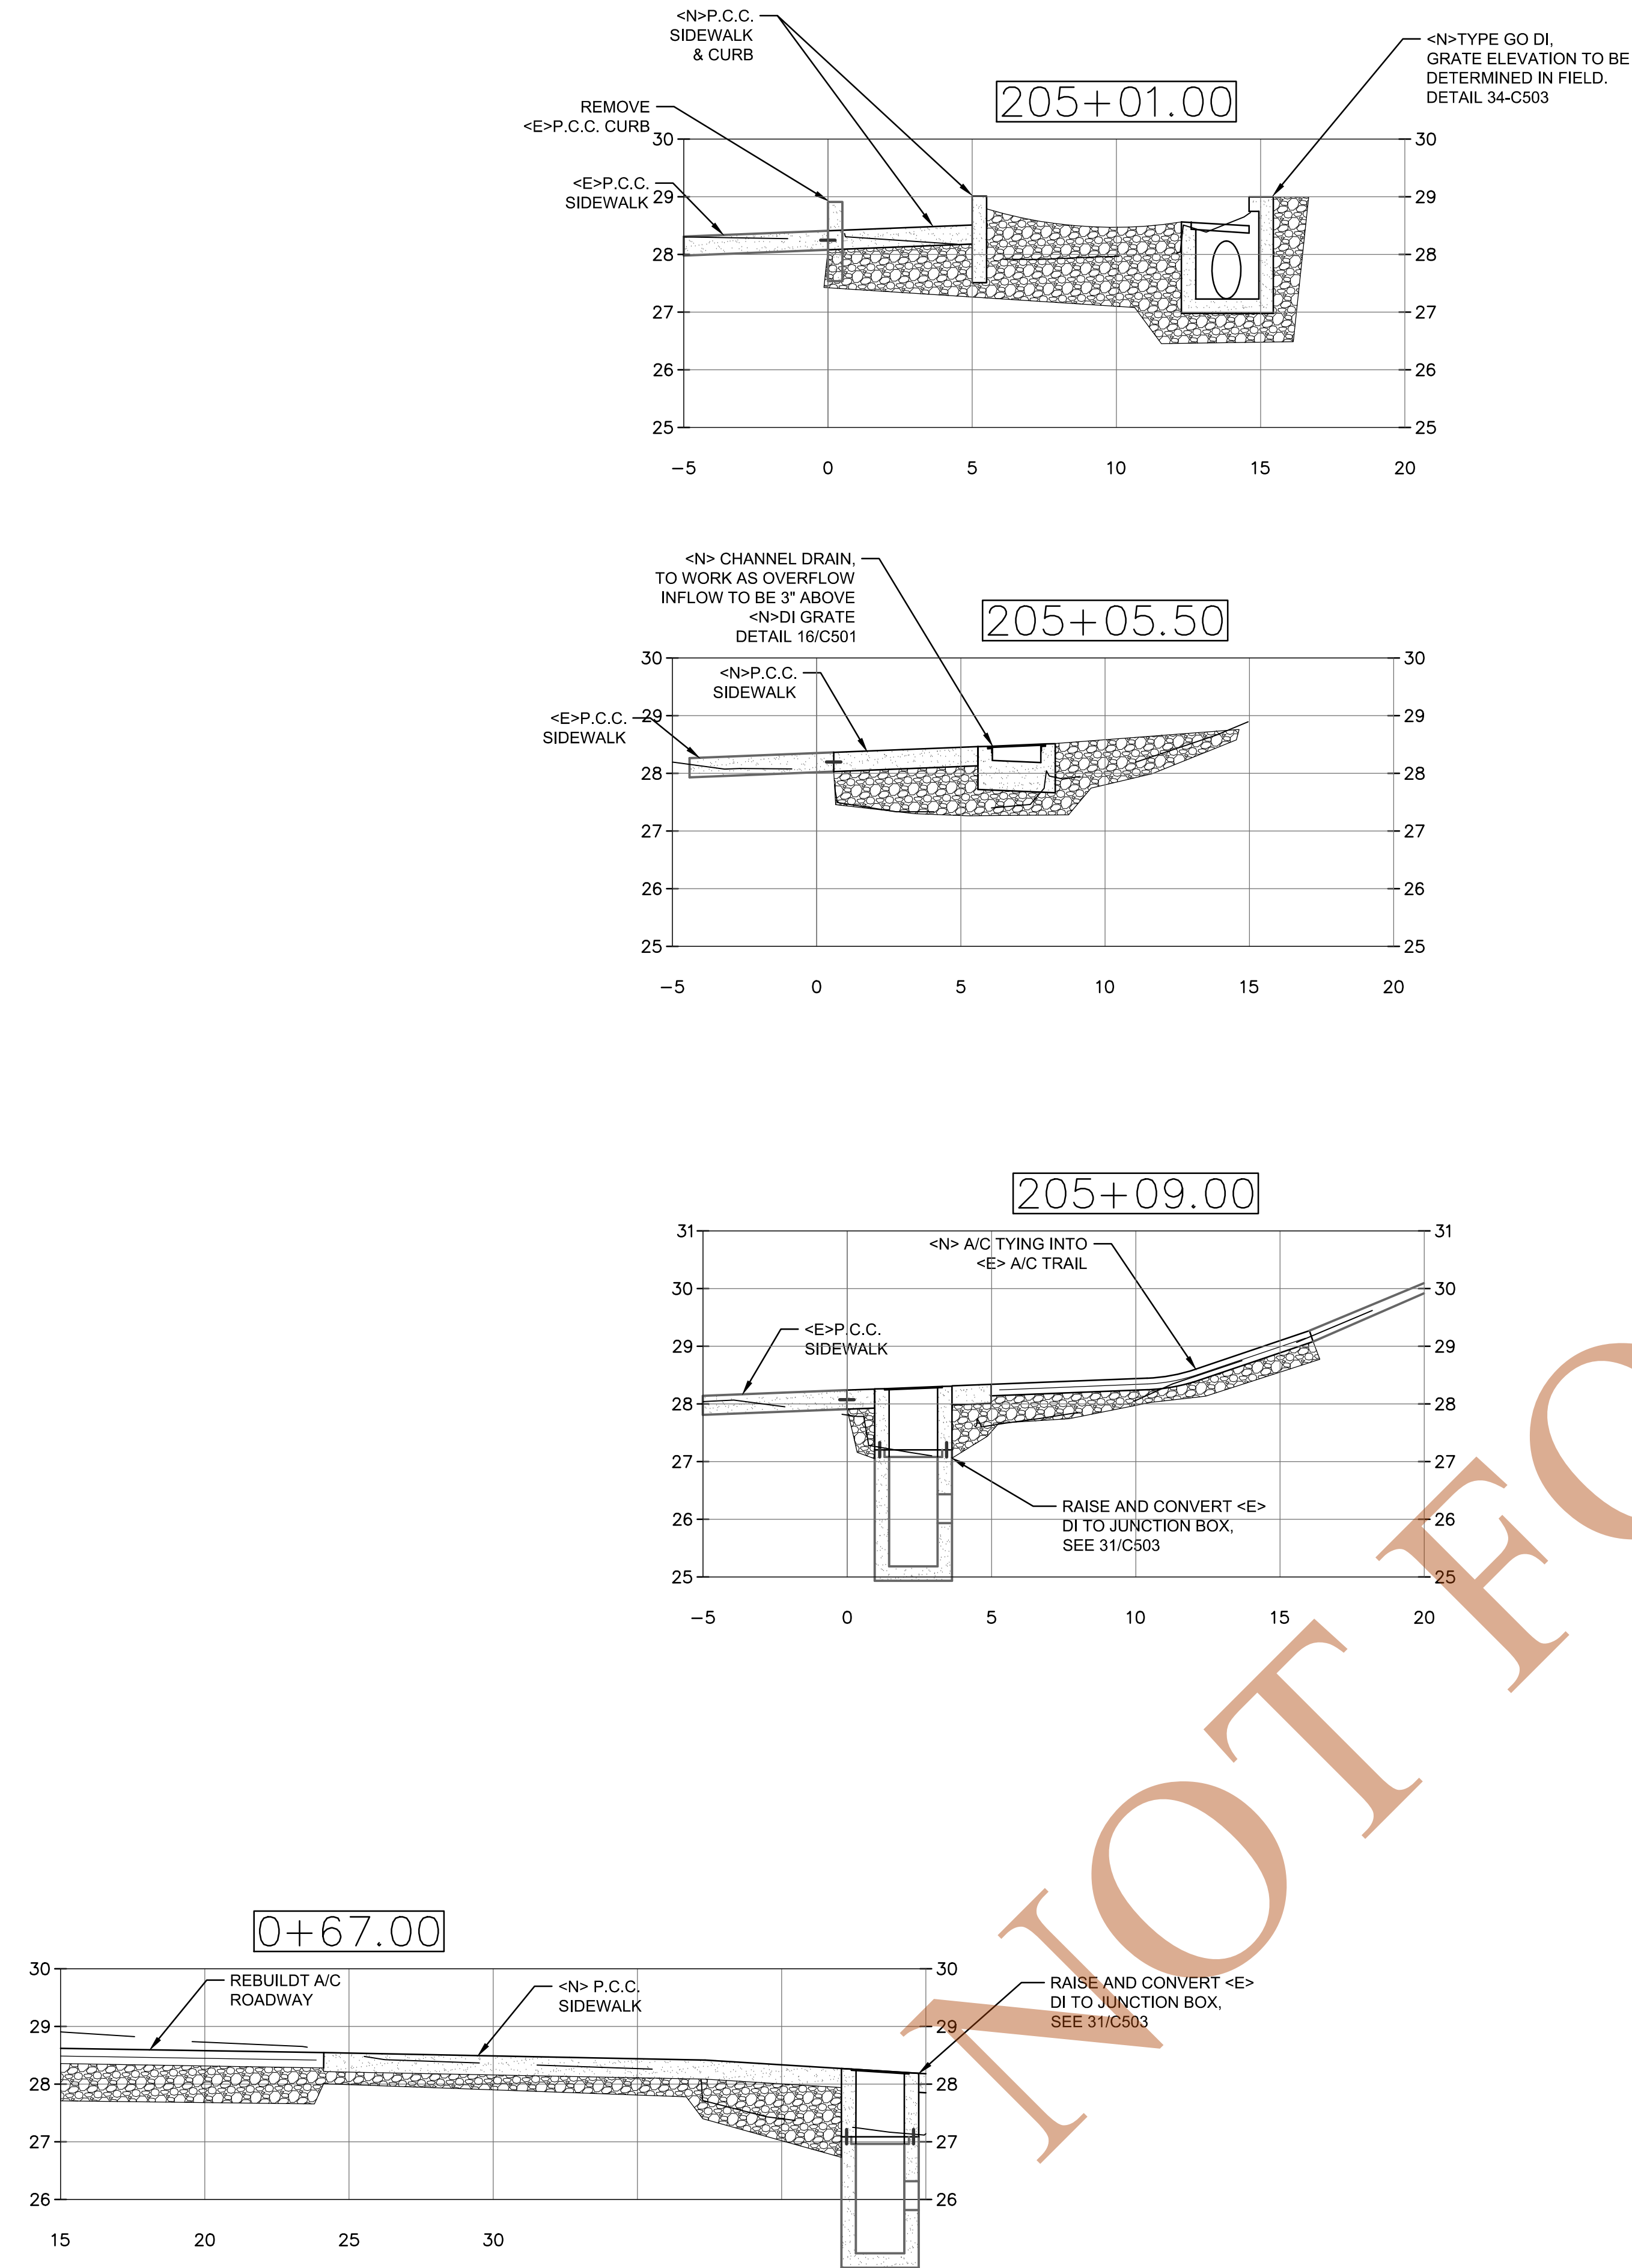 <N>P.C.C.
SIDEWALK
& CURB
<N>TYPE GO DI,
GRATE ELEVATION TO BE
DETERMINED IN FIELD.
DETAIL 34-C503
205+01.00
REMOVE
<E>P.C.C. CURB
<E>P.C.C.
SIDEWALK
30 30
29 29
28 28
27 27
26 26
25 25
-5 0 5 10 15 20
<N> CHANNEL DRAIN,
TO WORK AS OVERFLOW
INFLOW TO BE 3" ABOVE
<N>DI GRATE
DETAIL 16/C501
205+05.50
<N>P.C.C.
SIDEWALK
<E>P.C.C.
SIDEWALK
30 30
29 29
28 28
27 27
26 26
25 25
-5 0 5 10 15 20
205+09.00
<N> A/C TYING INTO
<E> A/C TRAIL
<E>P.C.C.
SIDEWALK
RAISE AND CONVERT <E>
DI TO JUNCTION BOX,
SEE 31/C503
31 31
30 30
29 29
28 28
27 27
26 26
25 25
-5 0 5 10 15 20
0+67.00
REBUILDT A/C
ROADWAY
<N> P.C.C.
SIDEWALK
RAISE AND CONVERT <E>
DI TO JUNCTION BOX,
SEE 31/C503
30 30
29 29
28 28
27 27
26 26
15 20 25 30
NOT FO